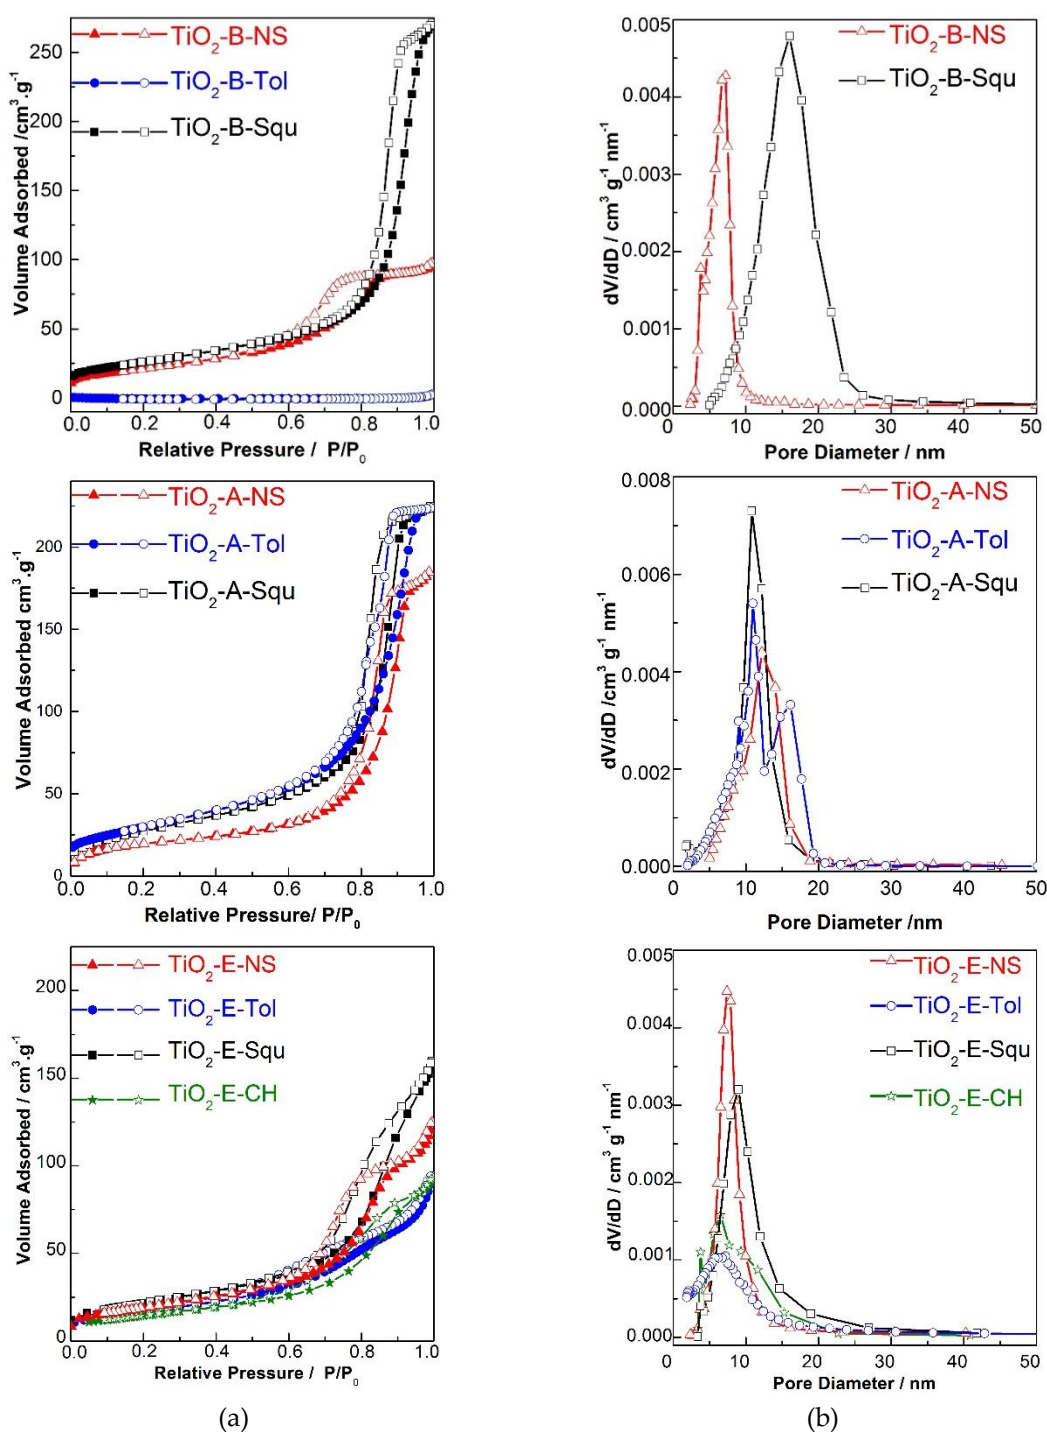 TiO2-B-NS
TiO2-B-Tol
TiO2-B-Squ
Volume Adsorbed /cm³.g⁻¹
250
200
150
100
50
0
0.0 0.2 0.4 0.6 0.8 1.0
Relative Pressure / P/P0
TiO2-B-NS
TiO2-B-Squ
dV/dD / cm³ g⁻¹ nm⁻¹
0.005
0.004
0.003
0.002
0.001
0.000
0 10 20 30 40 50
Pore Diameter / nm
TiO2-A-NS
TiO2-A-Tol
TiO2-A-Squ
Volume Adsorbed cm³.g⁻¹
200
150
100
50
0
0.0 0.2 0.4 0.6 0.8 1.0
Relative Pressure/ P/P0
TiO2-A-NS
TiO2-A-Tol
TiO2-A-Squ
dV/dD /cm³ g⁻¹ nm⁻¹
0.008
0.006
0.004
0.002
0.000
0 10 20 30 40 50
Pore Diameter /nm
TiO2-E-NS
TiO2-E-Tol
TiO2-E-Squ
TiO2-E-CH
Volume Adsorbed / cm³.g⁻¹
200
150
100
50
0
0.0 0.2 0.4 0.6 0.8 1.0
Relative Pressure / P/P0
TiO2-E-NS
TiO2-E-Tol
TiO2-E-Squ
TiO2-E-CH
dV/dD / cm³ g⁻¹ nm⁻¹
0.005
0.004
0.003
0.002
0.001
0.000
0 10 20 30 40 50
Pore Diameter / nm
(a)
(b)